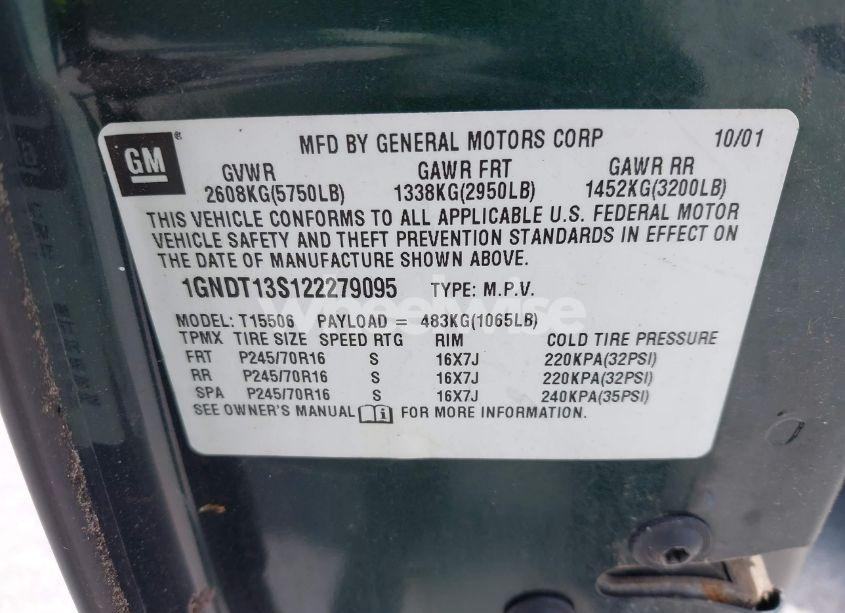 GM ®
MFD BY GENERAL MOTORS CORP 10/01
GVWR GAWR FRT GAWR RR
2608KG(5750LB) 1338KG(2950LB) 1452KG(3200LB)
THIS VEHICLE CONFORMS TO ALL APPLICABLE U.S. FEDERAL MOTOR
VEHICLE SAFETY AND THEFT PREVENTION STANDARDS IN EFFECT ON
THE DATE OF MANUFACTURE SHOWN ABOVE.
1GNDT13S122279095 TYPE: M.P.V.
MODEL: T15506 PAYLOAD = 483KG(1065LB)
TPMX TIRE SIZE SPEED RTG RIM COLD TIRE PRESSURE
FRT P245/70R16 S 16X7J 220KPA(32PSI)
RR P245/70R16 S 16X7J 220KPA(32PSI)
SPA P245/70R16 S 16X7J 240KPA(35PSI)
SEE OWNER'S MANUAL i FOR MORE INFORMATION.